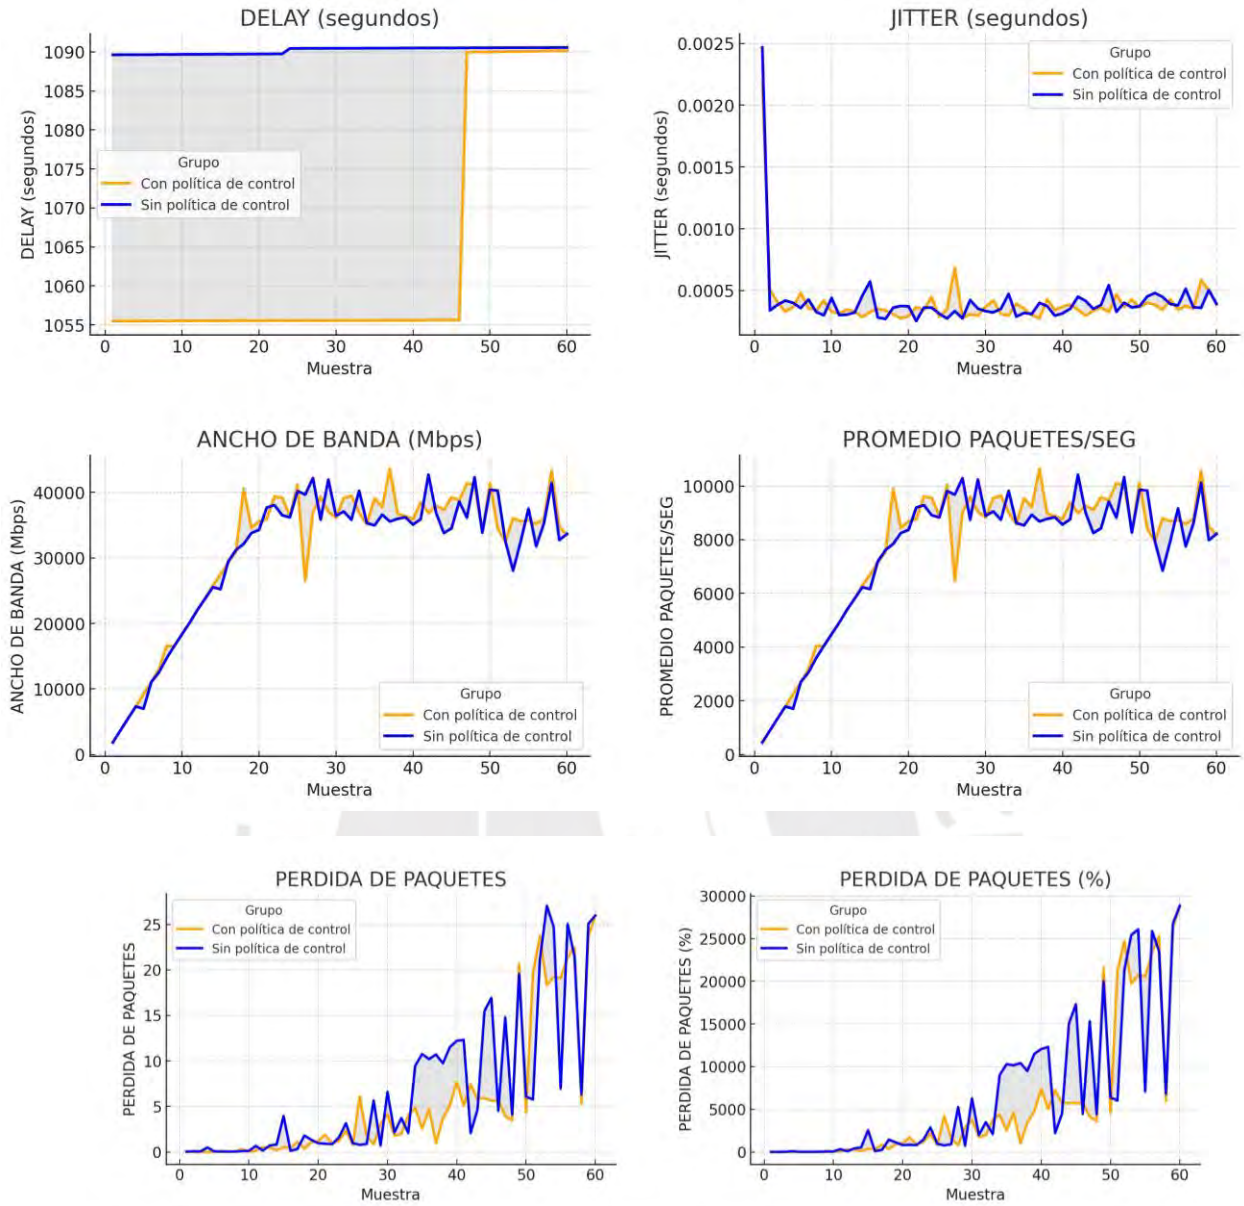 DELAY (segundos)
DELAY (segundos)
1090
1085
1080
1075
1070
1065
1060
1055
Grupo
Con política de control
Sin política de control
0 10 20 30 40 50 60
Muestra
JITTER (segundos)
JITTER (segundos)
0.0025
0.0020
0.0015
0.0010
0.0005
Grupo
Con política de control
Sin política de control
0 10 20 30 40 50 60
Muestra
ANCHO DE BANDA (Mbps)
ANCHO DE BANDA (Mbps)
40000
30000
20000
10000
0
Grupo
Con política de control
Sin política de control
0 10 20 30 40 50 60
Muestra
PROMEDIO PAQUETES/SEG
PROMEDIO PAQUETES/SEG
10000
8000
6000
4000
2000
0
Grupo
Con política de control
Sin política de control
0 10 20 30 40 50 60
Muestra
PERDIDA DE PAQUETES
PERDIDA DE PAQUETES
25
20
15
10
5
0
Grupo
Con política de control
Sin política de control
0 10 20 30 40 50 60
Muestra
PERDIDA DE PAQUETES (%)
PERDIDA DE PAQUETES (%)
30000
25000
20000
15000
10000
5000
0
Grupo
Con política de control
Sin política de control
0 10 20 30 40 50 60
Muestra